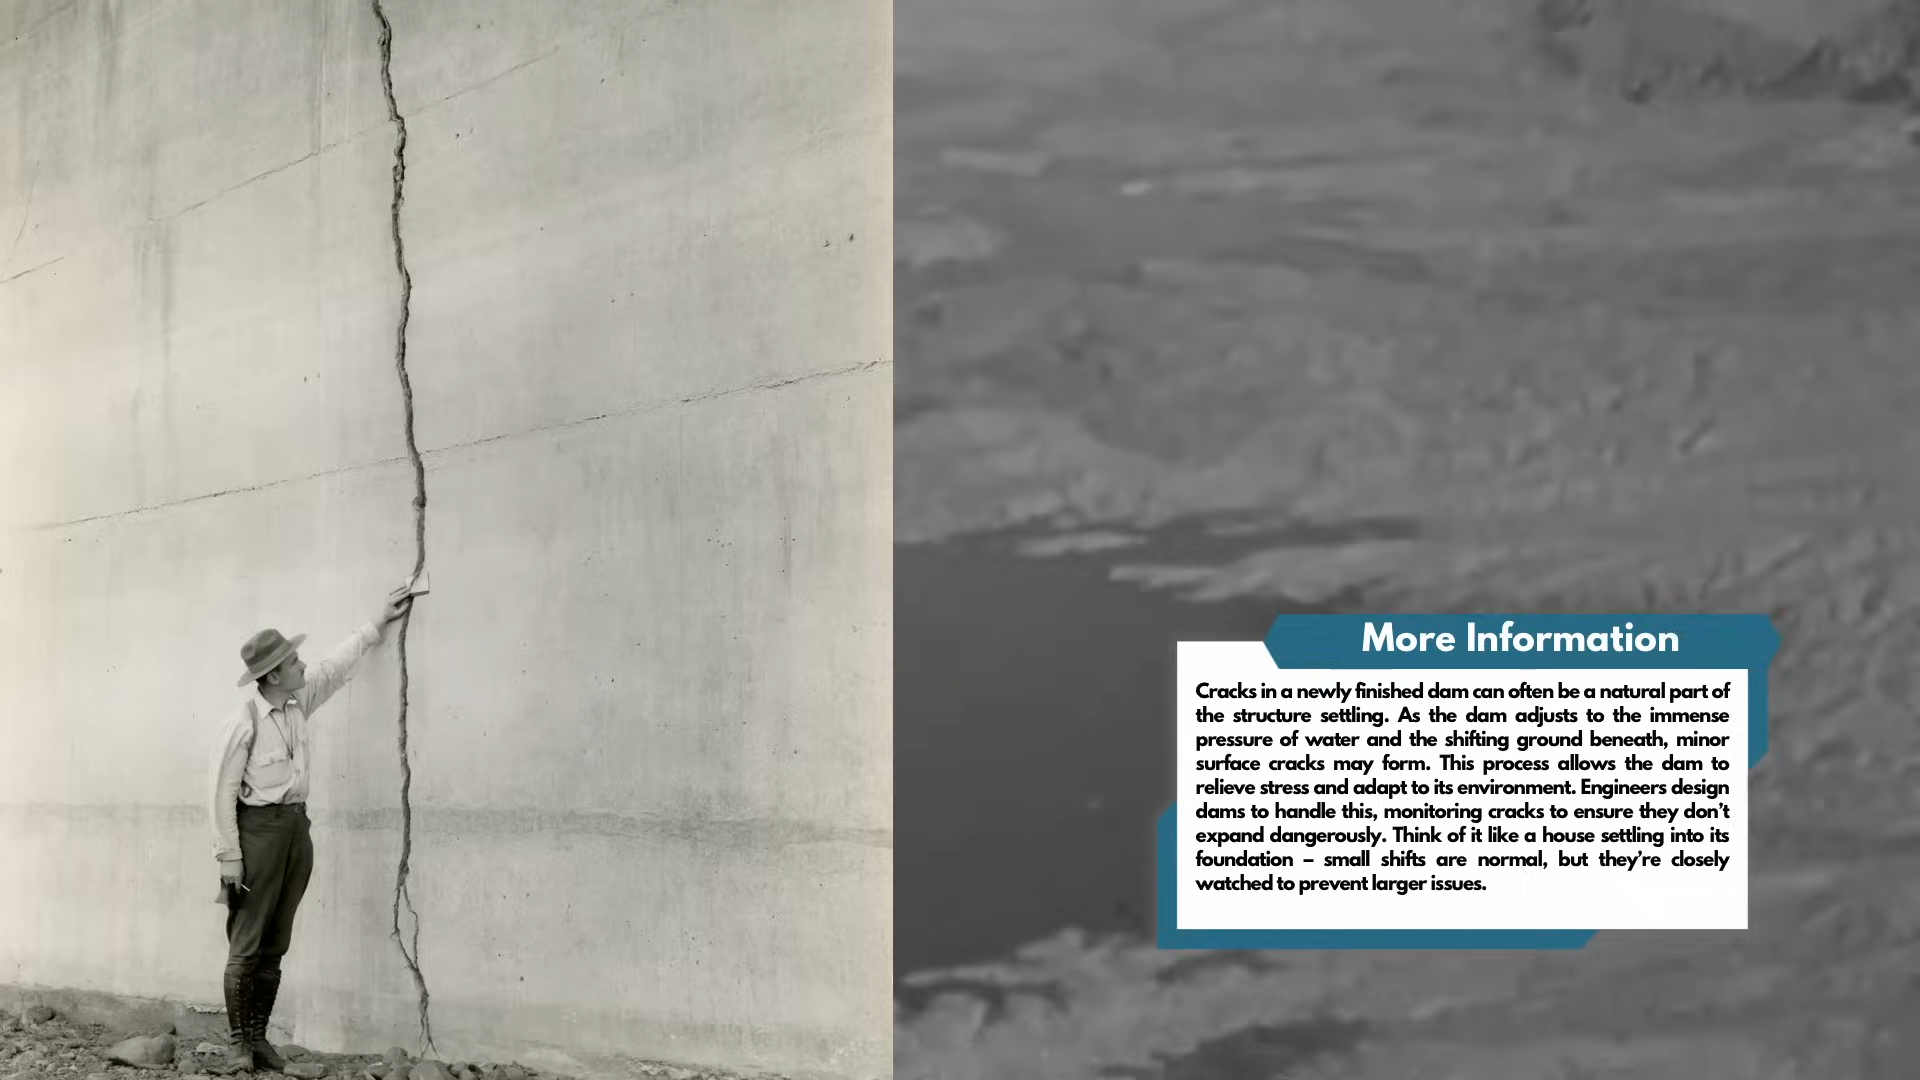 More Information
Cracks in a newly finished dam can often be a natural part of
the structure settling. As the dam adjusts to the immense
pressure of water and the shifting ground beneath, minor
surface cracks may form. This process allows the dam to
relieve stress and adapt to its environment. Engineers design
dams to handle this, monitoring cracks to ensure they don’t
expand dangerously. Think of it like a house settling into its
foundation – small shifts are normal, but they’re closely
watched to prevent larger issues.